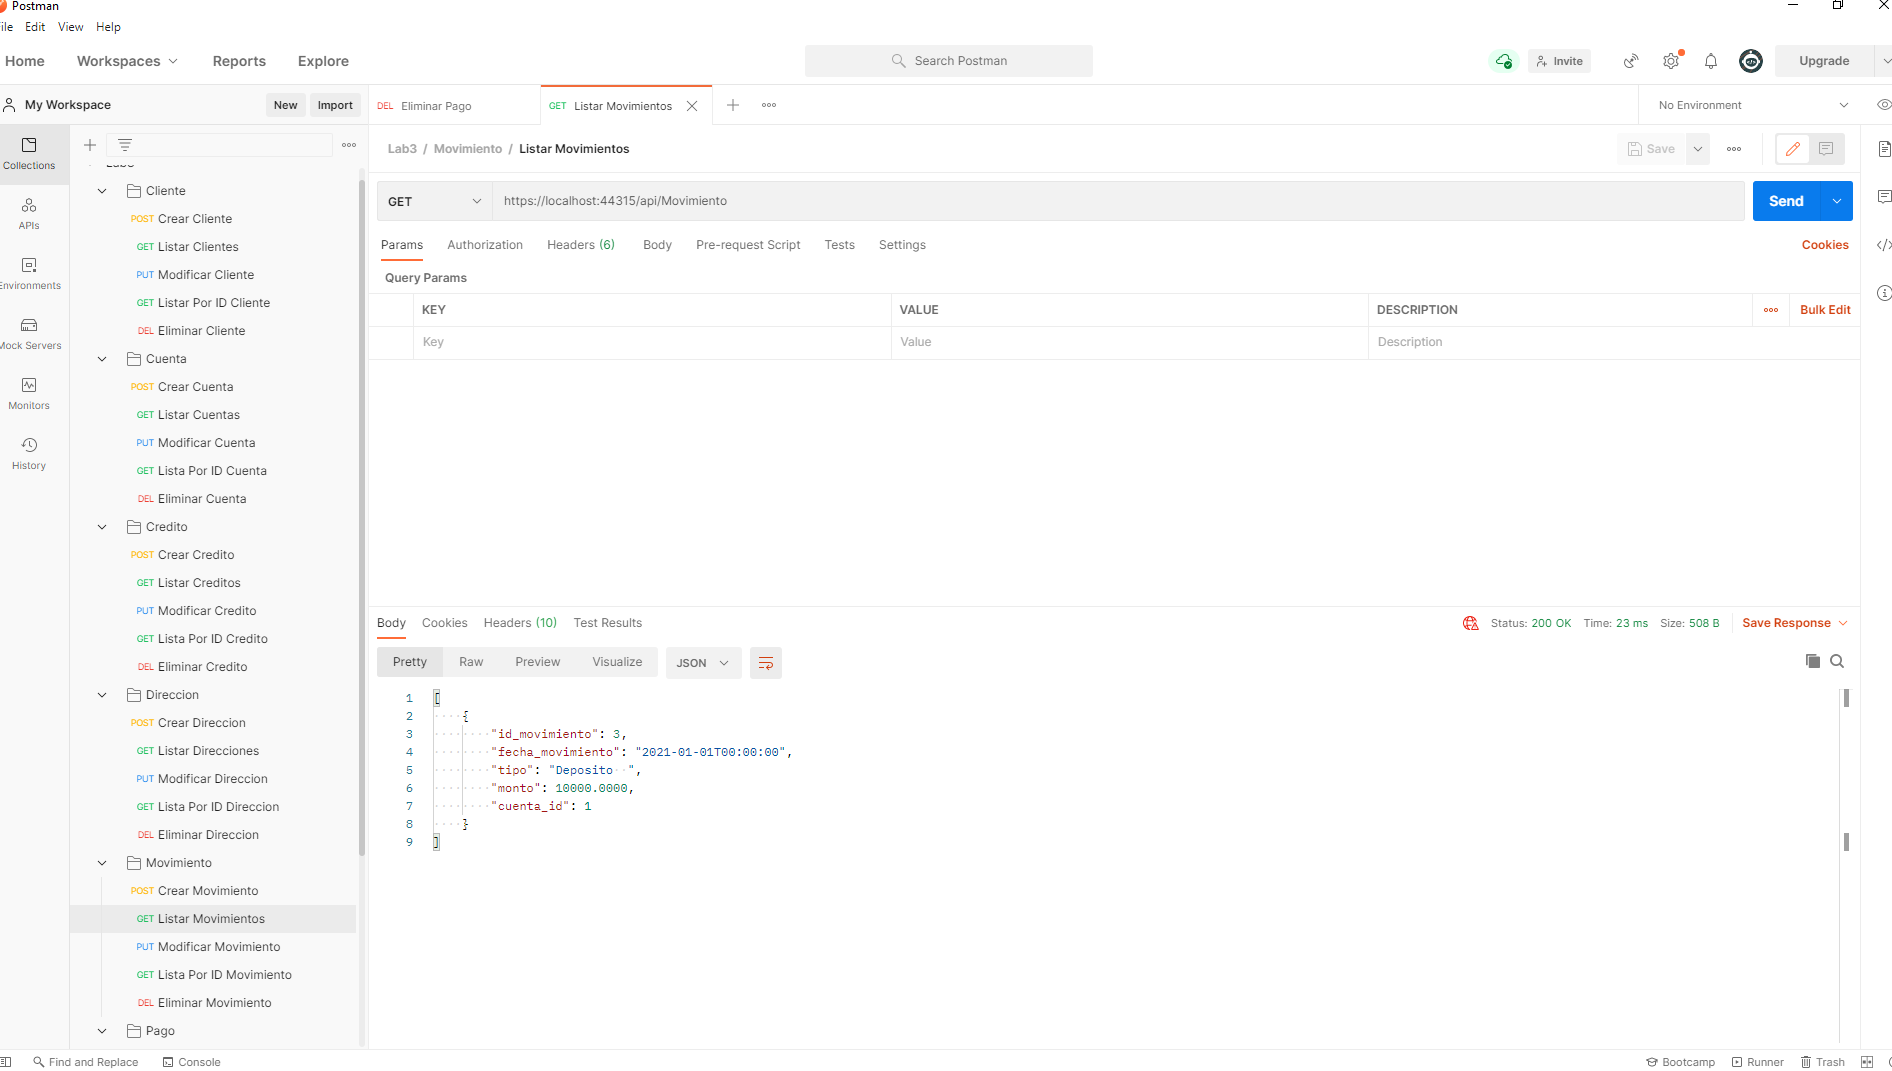 Postman
ile Edit View Help
Home Workspaces Reports Explore
Search Postman
Invite
Upgrade
My Workspace
New Import
DEL Eliminar Pago
GET Listar Movimientos
No Environment
Collections
APIs
Environments
Mock Servers
Monitors
History
Cliente
POST Crear Cliente
GET Listar Clientes
PUT Modificar Cliente
GET Listar Por ID Cliente
DEL Eliminar Cliente
Cuenta
POST Crear Cuenta
GET Listar Cuentas
PUT Modificar Cuenta
GET Lista Por ID Cuenta
DEL Eliminar Cuenta
Credito
POST Crear Credito
GET Listar Creditos
PUT Modificar Credito
GET Lista Por ID Credito
DEL Eliminar Credito
Direccion
POST Crear Direccion
GET Listar Direcciones
PUT Modificar Direccion
GET Lista Por ID Direccion
DEL Eliminar Direccion
Movimiento
POST Crear Movimiento
GET Listar Movimientos
PUT Modificar Movimiento
GET Lista Por ID Movimiento
DEL Eliminar Movimiento
Pago
Lab3 / Movimiento / Listar Movimientos
Save
GET https://localhost:44315/api/Movimiento
Send
Params Authorization Headers (6) Body Pre-request Script Tests Settings
Cookies
Query Params
KEY VALUE DESCRIPTION
Bulk Edit
Key Value Description
Body Cookies Headers (10) Test Results
Status: 200 OK Time: 23 ms Size: 508 B
Save Response
Pretty Raw Preview Visualize JSON
1 [
2 {
3 "id_movimiento": 3,
4 "fecha_movimiento": "2021-01-01T00:00:00",
5 "tipo": "Deposito  ",
6 "monto": 10000.0000,
7 "cuenta_id": 1
8 }
9 ]
Find and Replace Console
Bootcamp Runner Trash